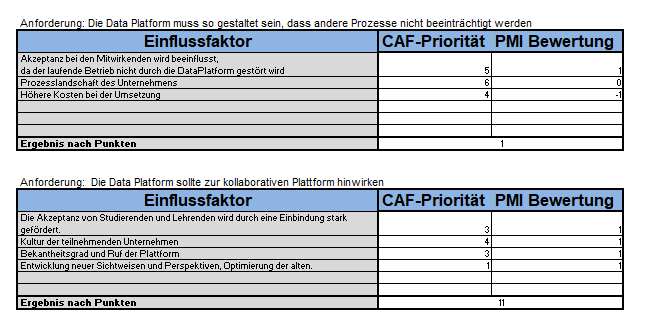 Anforderung: Die Data Platform muss so gestaltet sein, dass andere Prozesse nicht beeinträchtigt werden
Einflussfaktor CAF-Priorität PMI Bewertung
Akzeptanz bei den Mitwirkenden wird beeinflusst,
da der laufende Betrieb nicht durch die DataPlatform gestört wird 5 1
Prozesslandschaft des Unternehmens 6 0
Höhere Kosten bei der Umsetzung 4 -1
Ergebnis nach Punkten 1
Anforderung: Die Data Platform sollte zur kollaborativen Plattform hinwirken
Einflussfaktor CAF-Priorität PMI Bewertung
Die Akzeptanz von Studierenden und Lehrenden wird durch eine Einbindung stark
gefördert. 3 1
Kultur der teilnehmenden Unternehmen 4 1
Bekantheitsgrad und Ruf der Plattform 3 1
Entwicklung neuer Sichtweisen und Perspektiven, Optimierung der alten. 1 1
Ergebnis nach Punkten 11